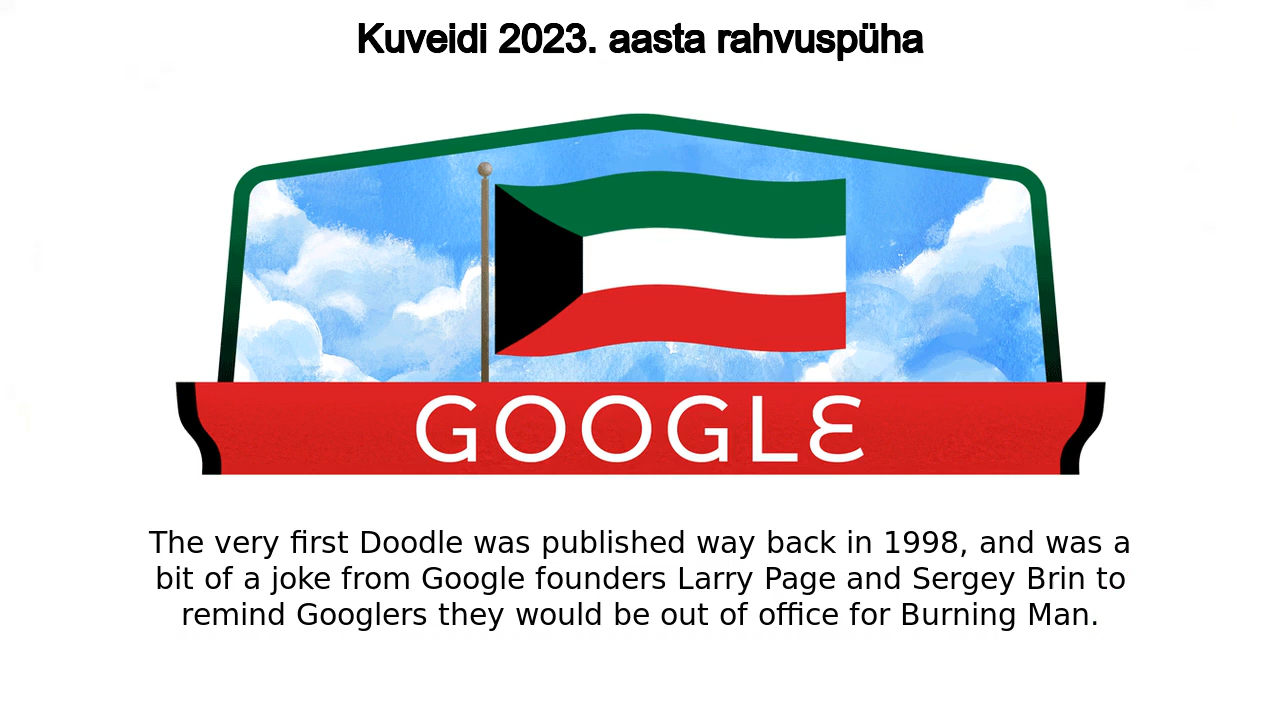 Kuveidi 2023. aasta rahvuspüha
GOOGLE
The very first Doodle was published way back in 1998, and was a
bit of a joke from Google founders Larry Page and Sergey Brin to
remind Googlers they would be out of office for Burning Man.